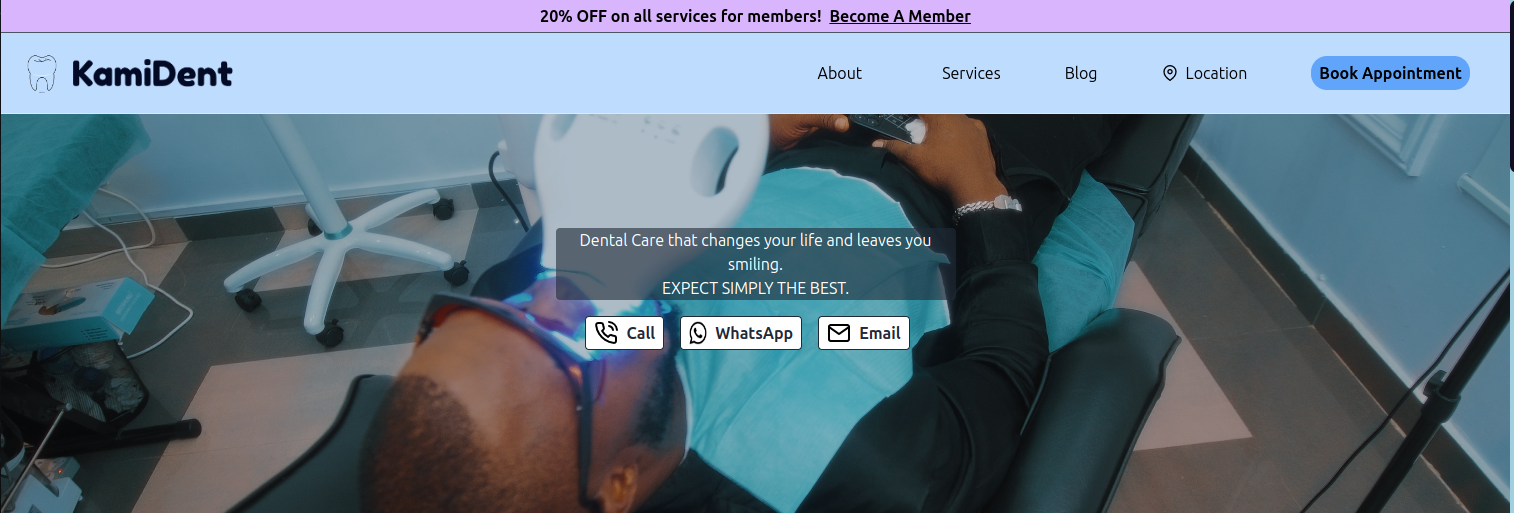 20% OFF on all services for members! Become A Member
KamiDent
About
Services
Blog
Location
Book Appointment
Dental Care that changes your life and leaves you
smiling.
EXPECT SIMPLY THE BEST.
Call
WhatsApp
Email